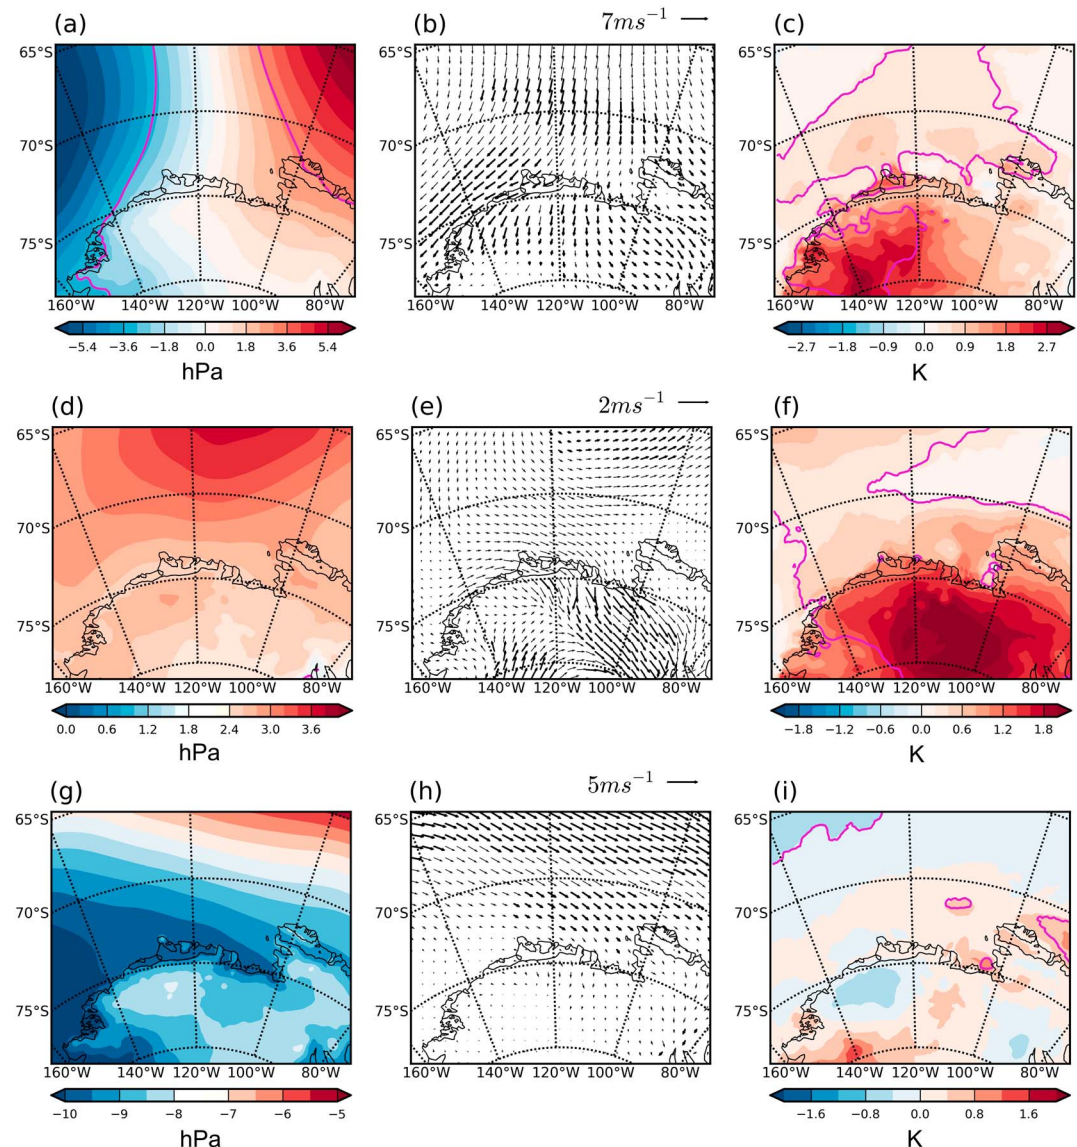 (a) (b) 7ms⁻¹ (c)
65°S 65°S 65°S
70°S 70°S 70°S
75°S 75°S 75°S
160°W 140°W 120°W 100°W 80°W 160°W 140°W 120°W 100°W 80°W 160°W 140°W 120°W 100°W 80°W
−5.4 −3.6 −1.8 0.0 1.8 3.6 5.4 −2.7 −1.8 −0.9 0.0 0.9 1.8 2.7
hPa K
(d) (e) 2ms⁻¹ (f)
65°S 65°S 65°S
70°S 70°S 70°S
75°S 75°S 75°S
160°W 140°W 120°W 100°W 80°W 160°W 140°W 120°W 100°W 80°W 160°W 140°W 120°W 100°W 80°W
0.0 0.6 1.2 1.8 2.4 3.0 3.6 −1.8 −1.2 −0.6 0.0 0.6 1.2 1.8
hPa K
(g) (h) 5ms⁻¹ (i)
65°S 65°S 65°S
70°S 70°S 70°S
75°S 75°S 75°S
160°W 140°W 120°W 100°W 80°W 160°W 140°W 120°W 100°W 80°W 160°W 140°W 120°W 100°W 80°W
−10 −9 −8 −7 −6 −5 −1.6 −0.8 0.0 0.8 1.6
hPa K